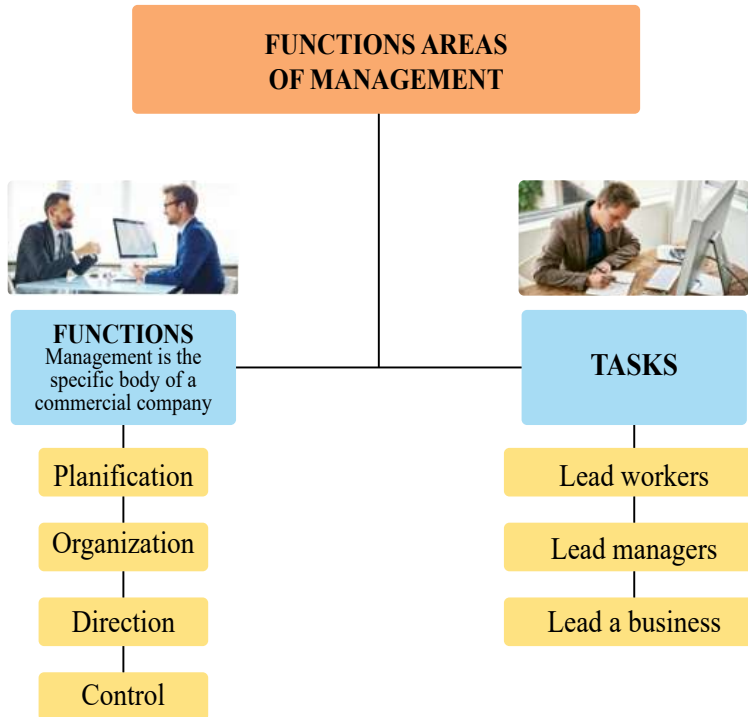 FUNCTIONS AREAS
OF MANAGEMENT
FUNCTIONS
Management is the
specific body of a
commercial company
Planification
Organization
Direction
Control
TASKS
Lead workers
Lead managers
Lead a business